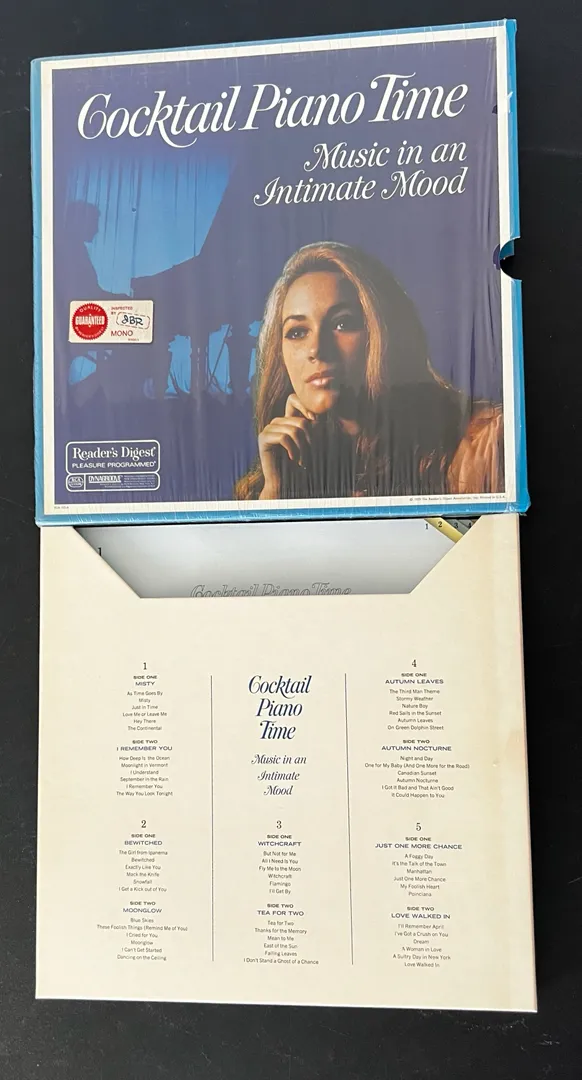 Cocktail Piano Time
Music in an
Intimate Mood
QUALITY
GUARANTEED
INSPECTED
BY
JBR
MONO
Reader's Digest
PLEASURE PROGRAMMED
RCA
DYNAGROOVE
1 2 3 4
1
Cocktail Piano Time
1
SIDE ONE
MISTY
As Time Goes By
Misty
Just in Time
Love Me or Leave Me
Hey There
The Continental
SIDE TWO
I REMEMBER YOU
How Deep Is the Ocean
Moonlight in Vermont
I Understand
September in the Rain
I Remember You
The Way You Look Tonight
2
SIDE ONE
BEWITCHED
The Girl from Ipanema
Bewitched
Exactly Like You
Mack the Knife
Snowfall
I Get a Kick out of You
SIDE TWO
MOONGLOW
Blue Skies
These Foolish Things (Remind Me of You)
I Cried for You
Moonglow
I Can't Get Started
Dancing on the Ceiling
Cocktail
Piano
Time
Music in an
Intimate
Mood
3
SIDE ONE
WITCHCRAFT
But Not for Me
All I Need Is You
Fly Me to the Moon
Witchcraft
Flamingo
I'll Get By
SIDE TWO
TEA FOR TWO
Tea for Two
Thanks for the Memory
Mean to Me
East of the Sun
Falling Leaves
I Don't Stand a Ghost of a Chance
4
SIDE ONE
AUTUMN LEAVES
The Third Man Theme
Stormy Weather
Nature Boy
Red Sails in the Sunset
Autumn Leaves
On Green Dolphin Street
SIDE TWO
AUTUMN NOCTURNE
Night and Day
One for My Baby (And One More for the Road)
Canadian Sunset
Autumn Nocturne
I Got It Bad and That Ain't Good
It Could Happen to You
5
SIDE ONE
JUST ONE MORE CHANCE
A Foggy Day
It's the Talk of the Town
Manhattan
Just One More Chance
My Foolish Heart
Poinciana
SIDE TWO
LOVE WALKED IN
I'll Remember April
I've Got a Crush on You
Dream
A Woman in Love
A Sultry Day in New York
Love Walked In